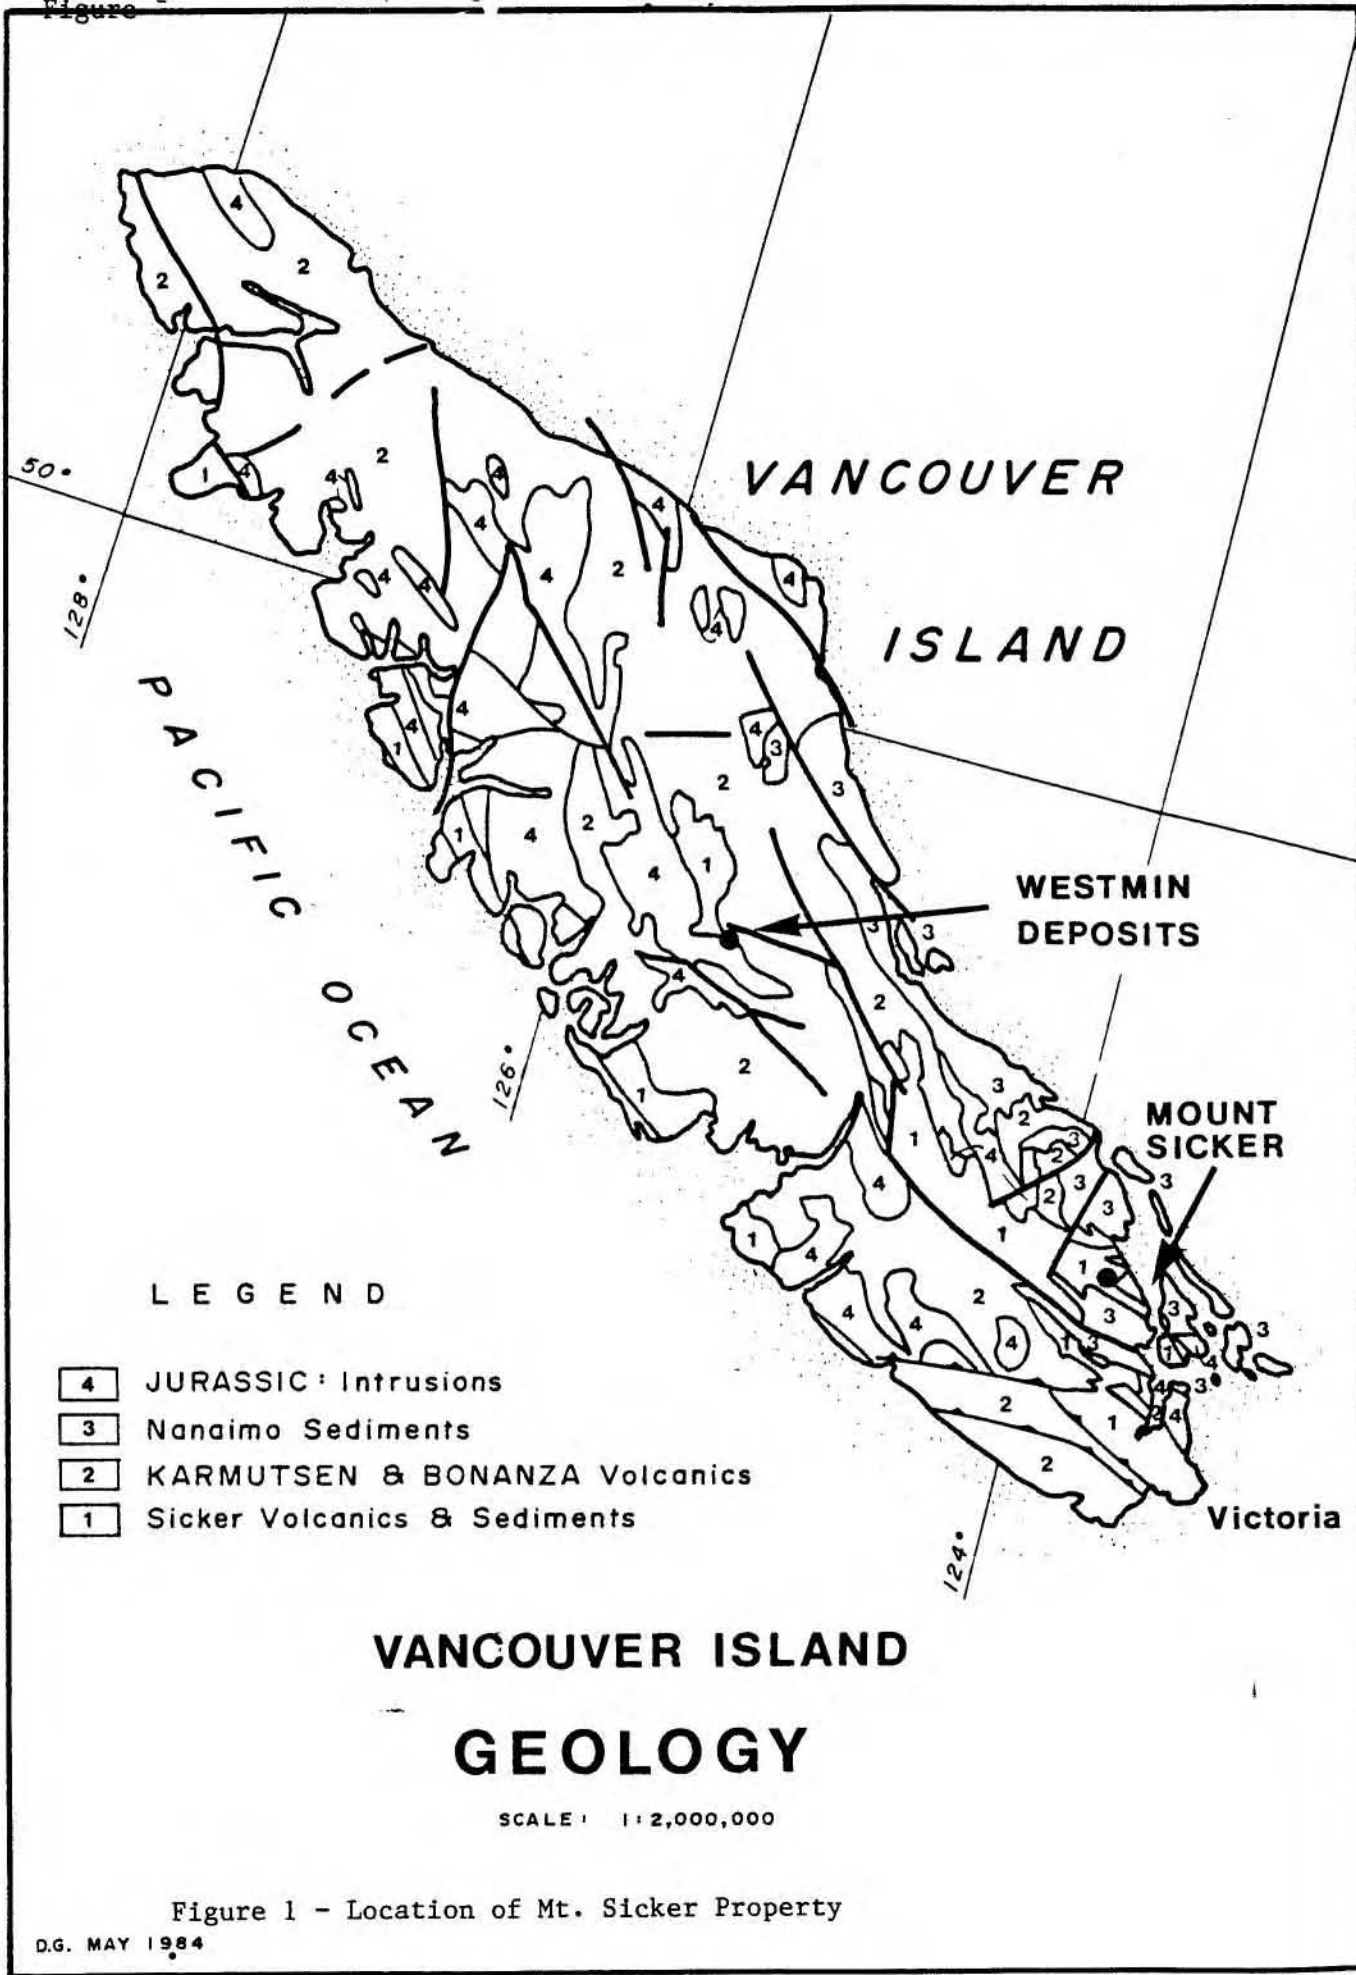 Figure
50°
128°
VANCOUVER
ISLAND
PACIFIC OCEAN
126°
WESTMIN
DEPOSITS
MOUNT
SICKER
124°
Victoria
LEGEND
4 JURASSIC: Intrusions
3 Nanaimo Sediments
2 KARMUTSEN & BONANZA Volcanics
1 Sicker Volcanics & Sediments
VANCOUVER ISLAND
GEOLOGY
SCALE: 1:2,000,000
Figure 1 - Location of Mt. Sicker Property
D.G. MAY 1984